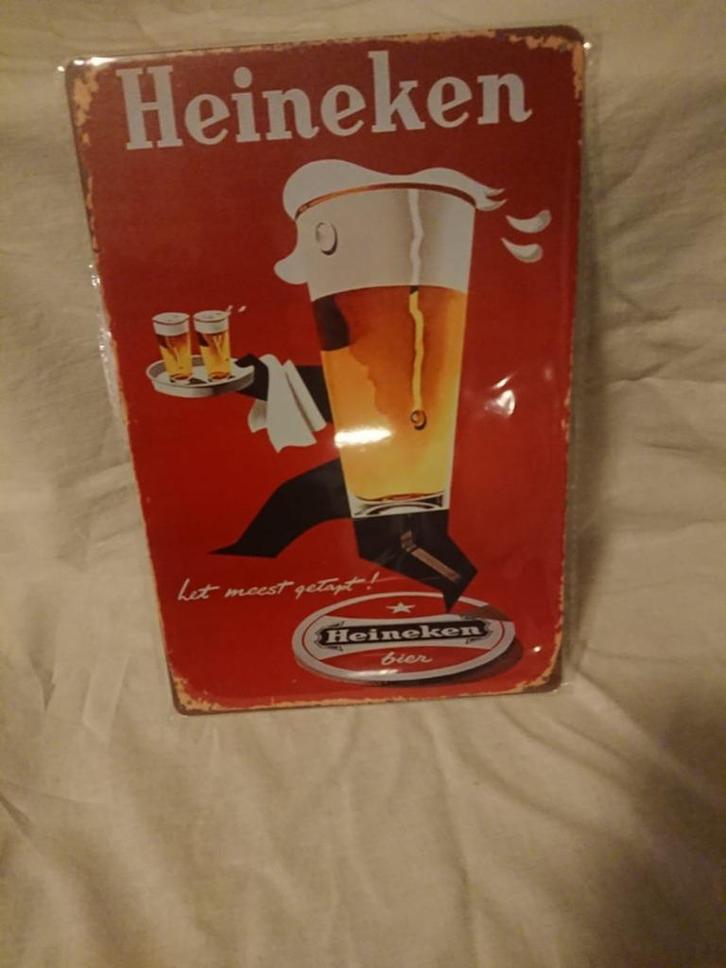 Heineken
het meest getapt!
Heineken
bier